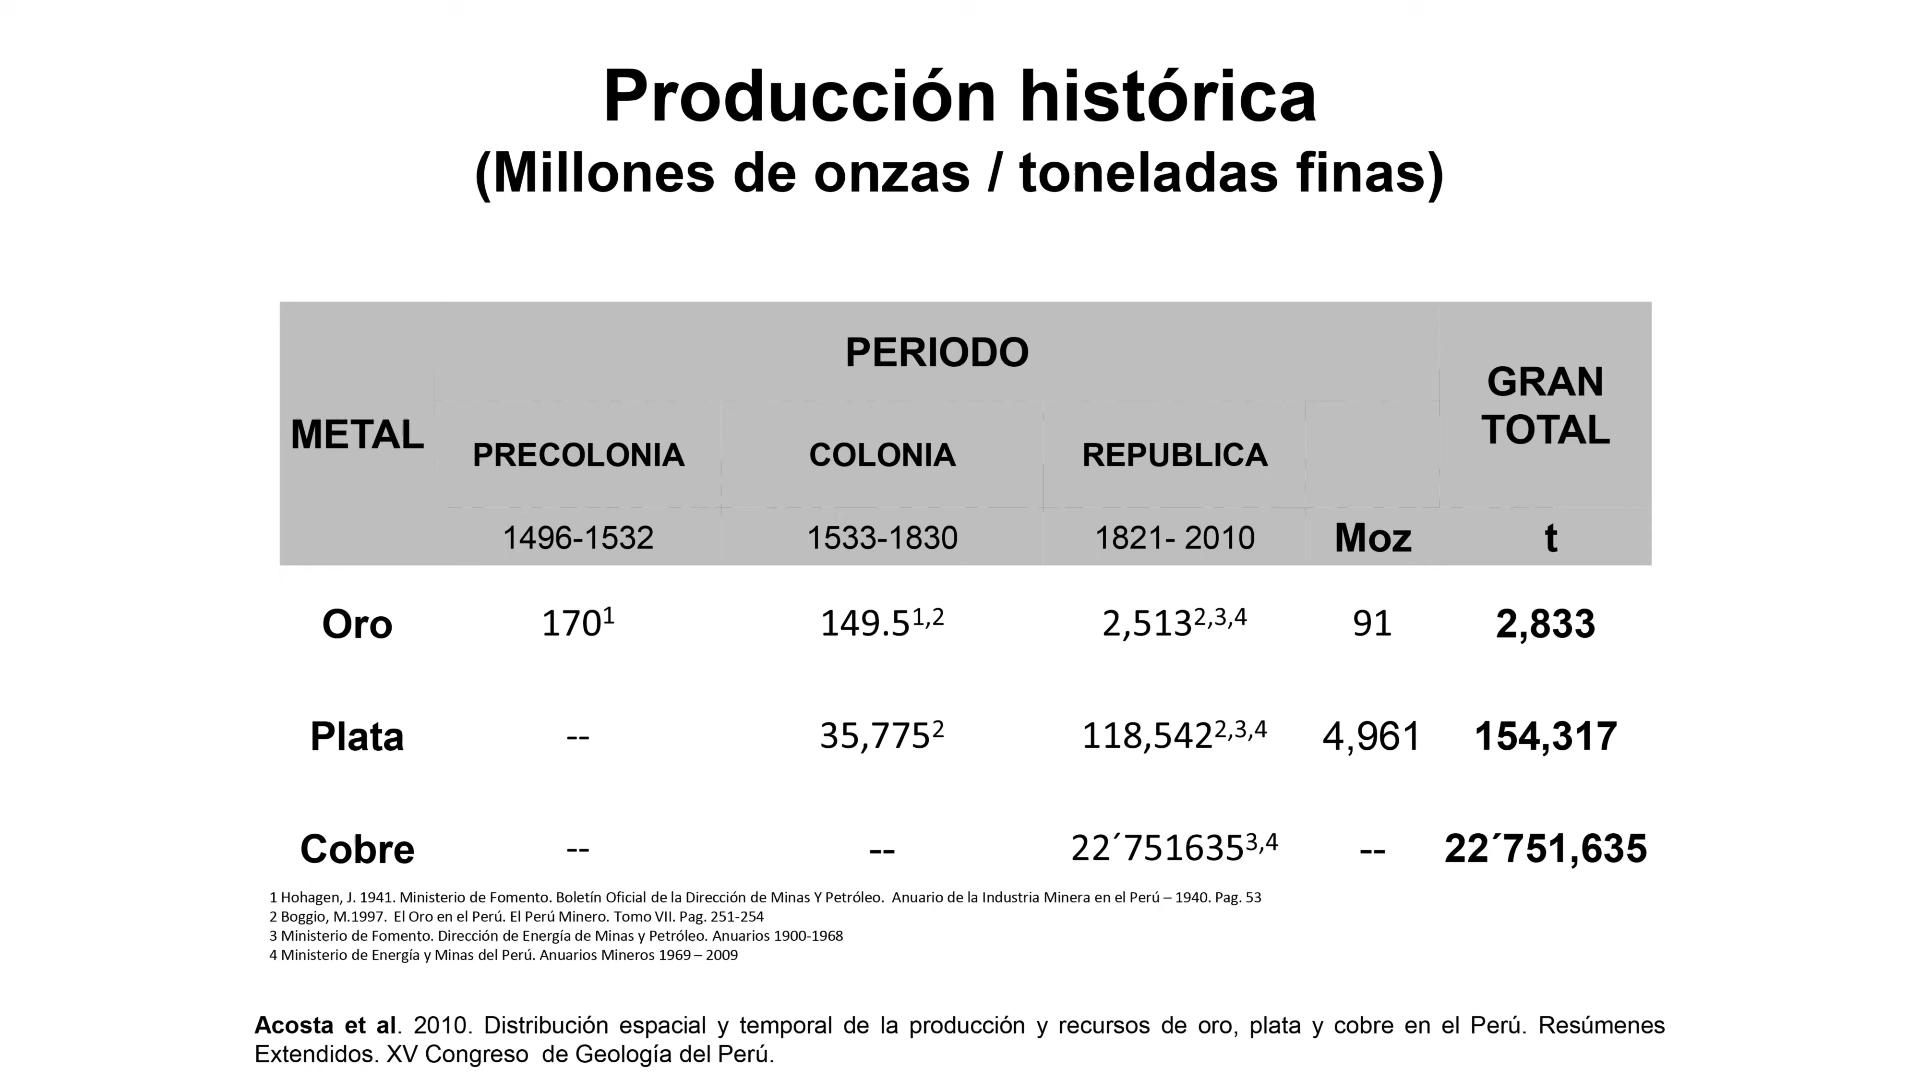 Producción histórica
(Millones de onzas / toneladas finas)
METAL
PERIODO
GRAN
TOTAL
PRECOLONIA COLONIA REPUBLICA
1496-1532 1533-1830 1821- 2010 Moz t
Oro 170¹ 149.5¹,² 2,513²,³,⁴ 91 2,833
Plata -- 35,775² 118,542²,³,⁴ 4,961 154,317
Cobre -- -- 22´751635³,⁴ -- 22´751,635
1 Hohagen, J. 1941. Ministerio de Fomento. Boletín Oficial de la Dirección de Minas Y Petróleo. Anuario de la Industria Minera en el Perú – 1940. Pag. 53
2 Boggio, M.1997. El Oro en el Perú. El Perú Minero. Tomo VII. Pag. 251-254
3 Ministerio de Fomento. Dirección de Energía de Minas y Petróleo. Anuarios 1900-1968
4 Ministerio de Energía y Minas del Perú. Anuarios Mineros 1969 – 2009
Acosta et al. 2010. Distribución espacial y temporal de la producción y recursos de oro, plata y cobre en el Perú. Resúmenes
Extendidos. XV Congreso de Geología del Perú.